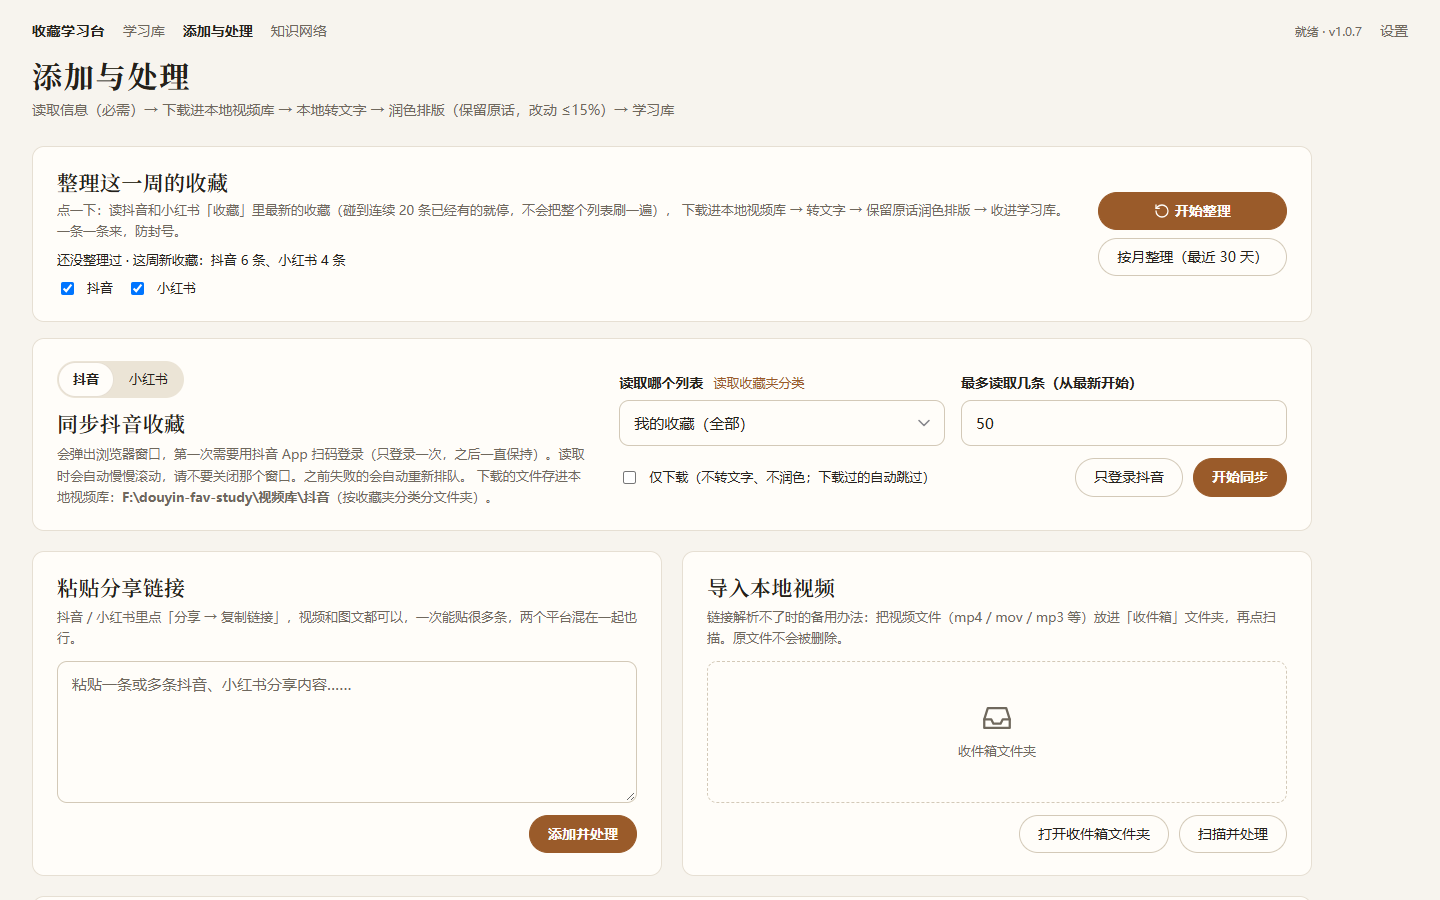 收藏学习台 学习库 添加与处理 知识网络 就绪 · v1.0.7 设置
添加与处理
读取信息（必需）→ 下载进本地视频库 → 本地转文字 → 润色排版（保留原话，改动 ≤15%）→ 学习库
整理这一周的收藏
点一下：读抖音和小红书「收藏」里最新的收藏（碰到连续 20 条已经有的就停，不会把整个列表刷一遍）， 下载进本地视频库 → 转文字 → 保留原话润色排版 → 收进学习库。
一条一条来，防封号。
还没整理过 · 这周新收藏：抖音 6 条、小红书 4 条
抖音 小红书
开始整理
按月整理（最近 30 天）
抖音 小红书
同步抖音收藏
会弹出浏览器窗口，第一次需要用抖音 App 扫码登录（只登录一次，之后一直保持）。读取
时会自动慢慢滚动，请不要关闭那个窗口。之前失败的会自动重新排队。 下载的文件存进本
地视频库：F:\douyin-fav-study\视频库\抖音（按收藏夹分类分文件夹）。
读取哪个列表 读取收藏夹分类
我的收藏（全部）
最多读取几条（从最新开始）
50
仅下载（不转文字、不润色；下载过的自动跳过）
只登录抖音 开始同步
粘贴分享链接
抖音 / 小红书里点「分享 → 复制链接」，视频和图文都可以，一次能贴很多条，两个平台混在一起也
行。
粘贴一条或多条抖音、小红书分享内容......
添加并处理
导入本地视频
链接解析不了时的备用办法：把视频文件（mp4 / mov / mp3 等）放进「收件箱」文件夹，再点扫
描。原文件不会被删除。
收件箱文件夹
打开收件箱文件夹 扫描并处理